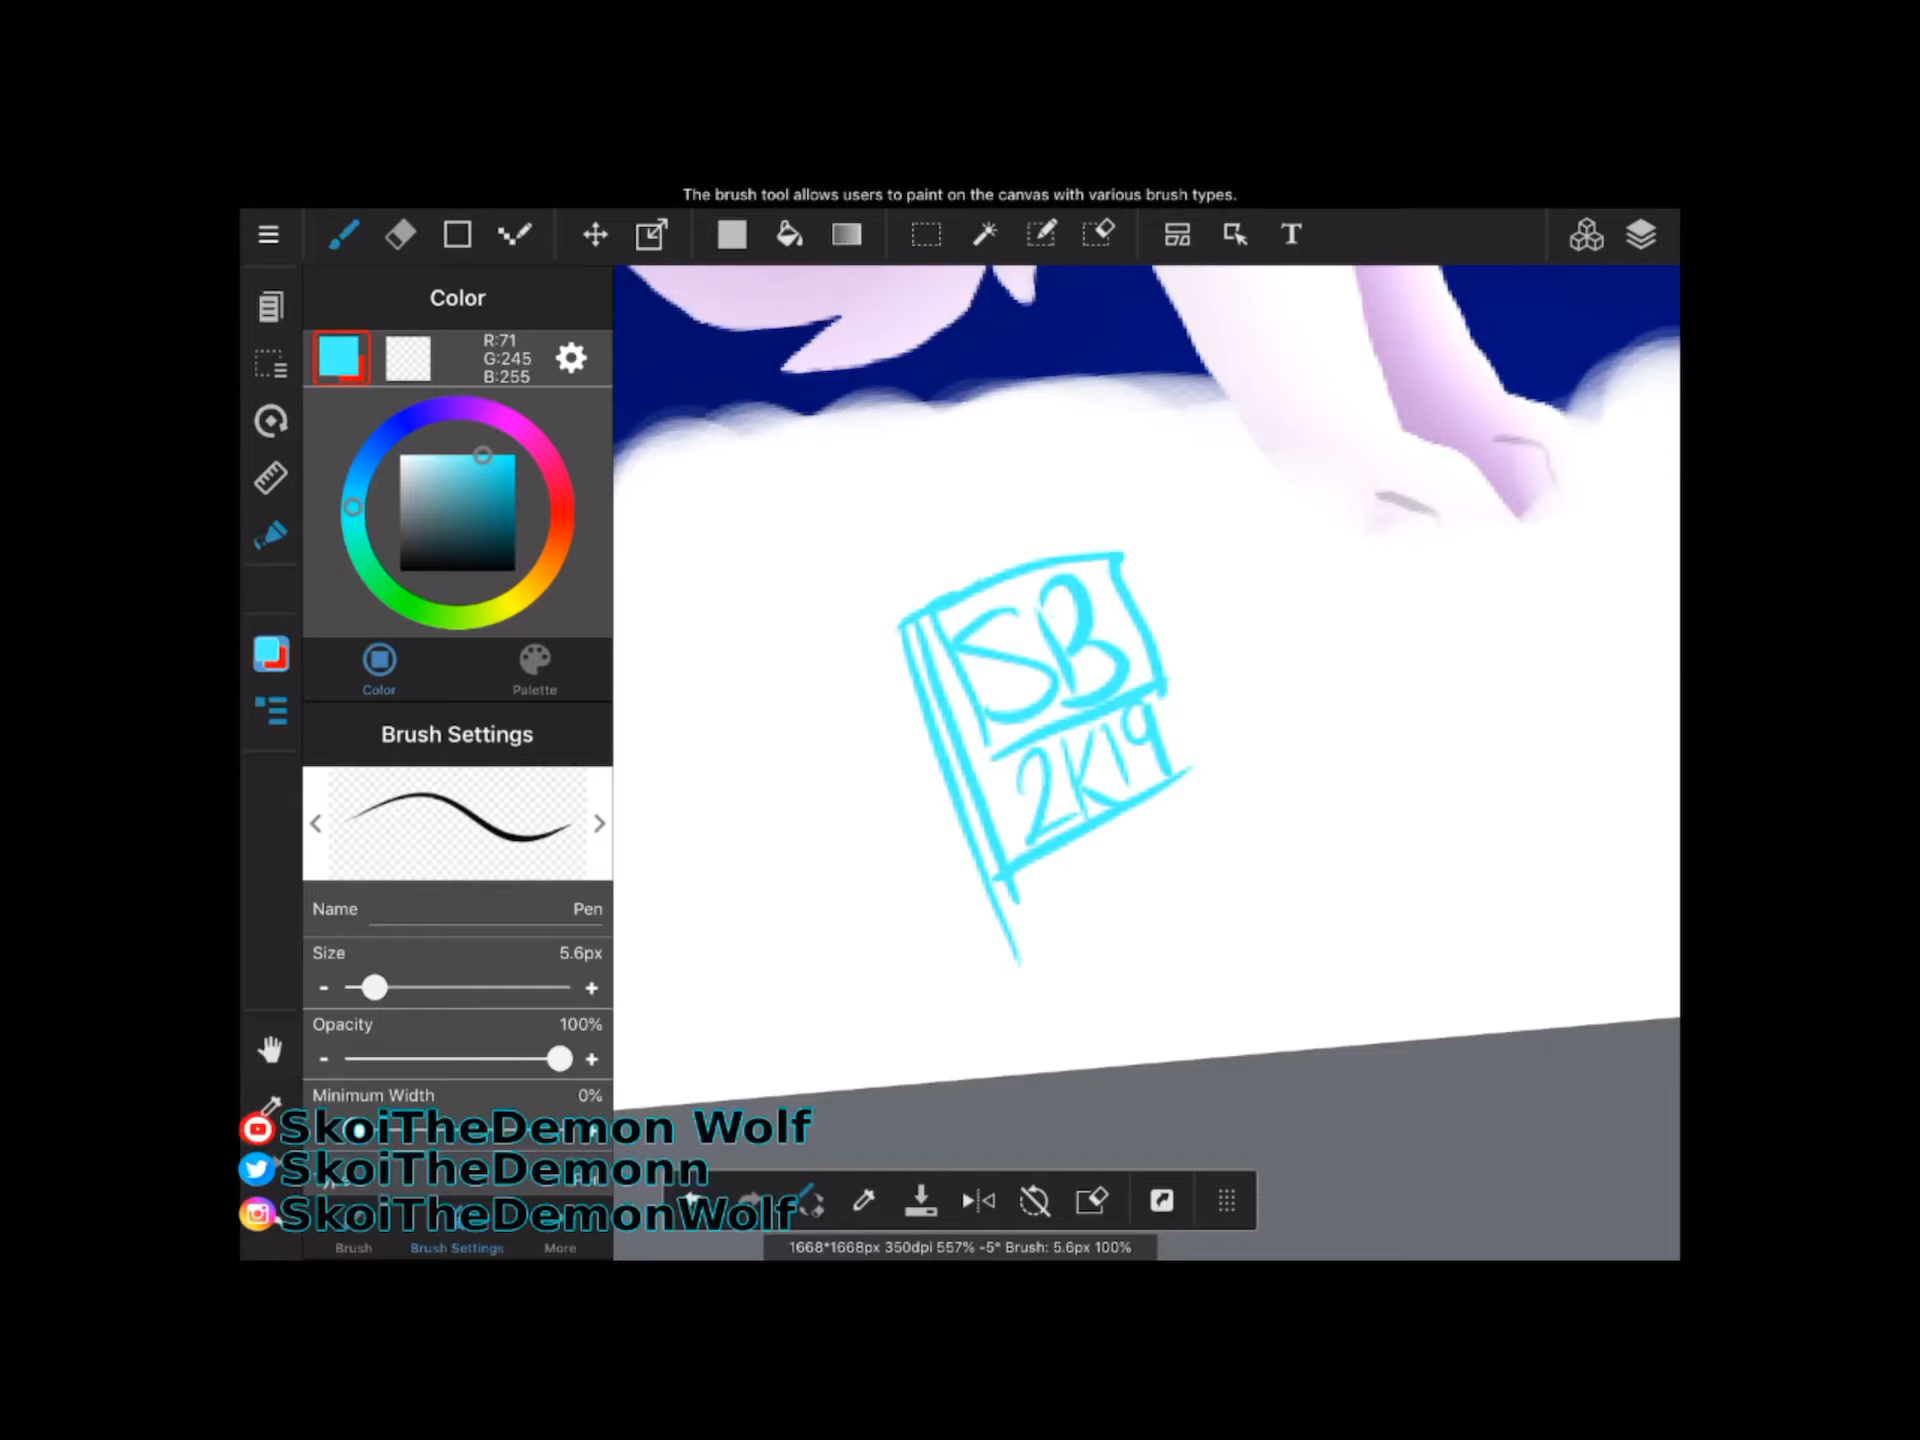 The brush tool allows users to paint on the canvas with various brush types.
T
Color
R:71
G:245
B:255
Color
Palette
Brush Settings
Name Pen
Size 5.6px
- +
Opacity 100%
- +
Minimum Width 0%
SkoiTheDemon Wolf
SkoiTheDemonn
SkoiTheDemonWolf
Brush Brush Settings More
SB
2K19
1668*1668px 350dpi 557% -5° Brush: 5.6px 100%